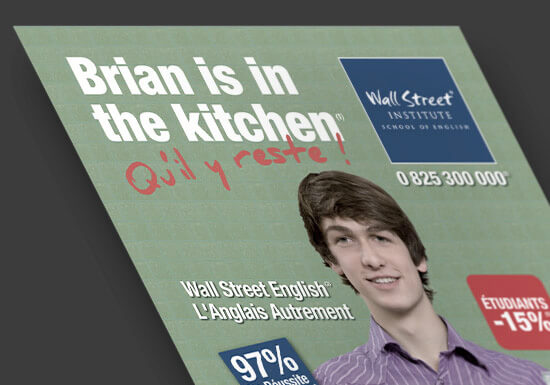 Brian is in
the kitchen(1)
Qu'il y reste !
Wall Street®
INSTITUTE
SCHOOL OF ENGLISH
0 825 300 000
Wall Street English
L'Anglais Autrement
ÉTUDIANTS
-15%
97%
Réussite